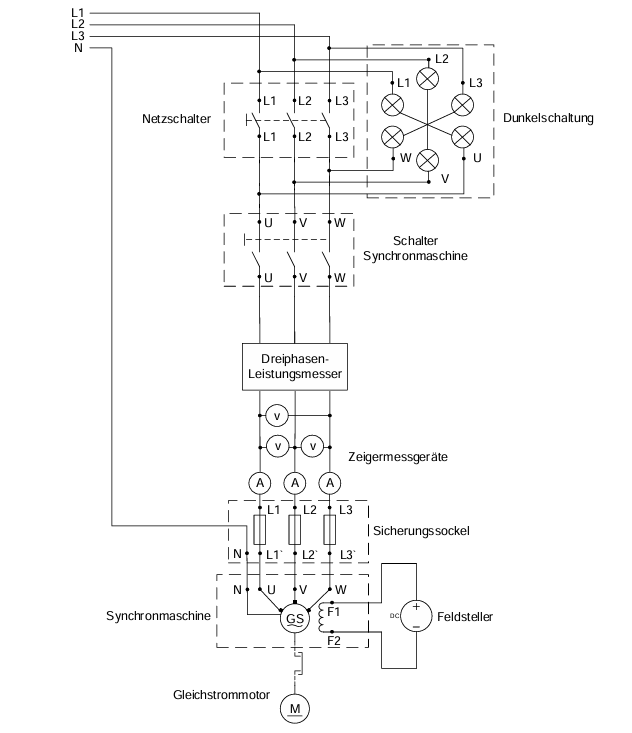 L1
L2
L3
N
L2
L1
L3
Netzschalter
L1 L2 L3
L1 L2 L3
Dunkelschaltung
W U
V
U V W
Schalter
Synchronmaschine
U V W
Dreiphasen-
Leistungsmesser
V
V V
Zeigermessgeräte
A A A
L1 L2 L3
Sicherungssockel
N L1` L2` L3`
N U V W
Synchronmaschine
GS
F1
F2
DC
+
−
Feldsteller
Gleichstrommotor
M